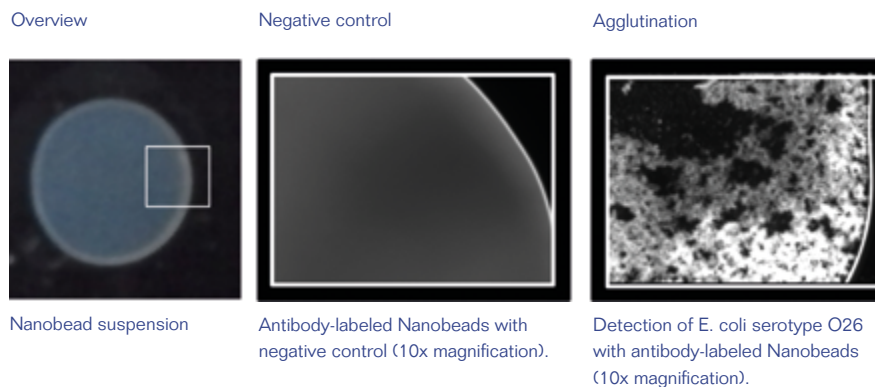 Overview
Negative control
Agglutination
Nanobead suspension
Antibody-labeled Nanobeads with
negative control (10x magnification).
Detection of E. coli serotype O26
with antibody-labeled Nanobeads
(10x magnification).